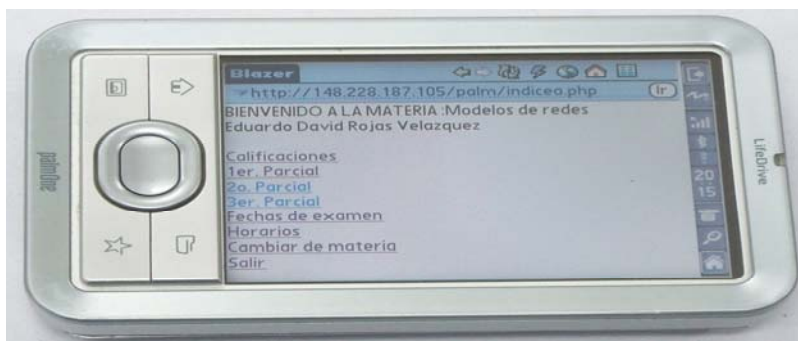 palmOne
Blazer
http://148.228.187.105/palm/indiceo.php
Ir
BIENVENIDO A LA MATERIA :Modelos de redes
Eduardo David Rojas Velazquez
Calificaciones
1er. Parcial
2o. Parcial
3er. Parcial
Fechas de examen
Horarios
Cambiar de materia
Salir
20
15
LifeDrive